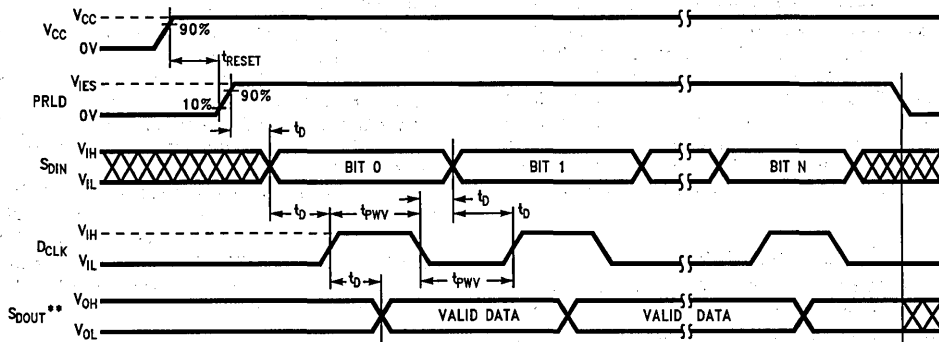 VCC
VCC
90%
0V
tRESET
VIES
PRLD
90%
10%
0V
tD
SDIN
VIH
BIT 0
BIT 1
BIT N
VIL
tD
tPWV
tD
DCLK
VIH
VIL
tD
tPWV
SDOUT**
VOH
VALID DATA
VALID DATA
VOL